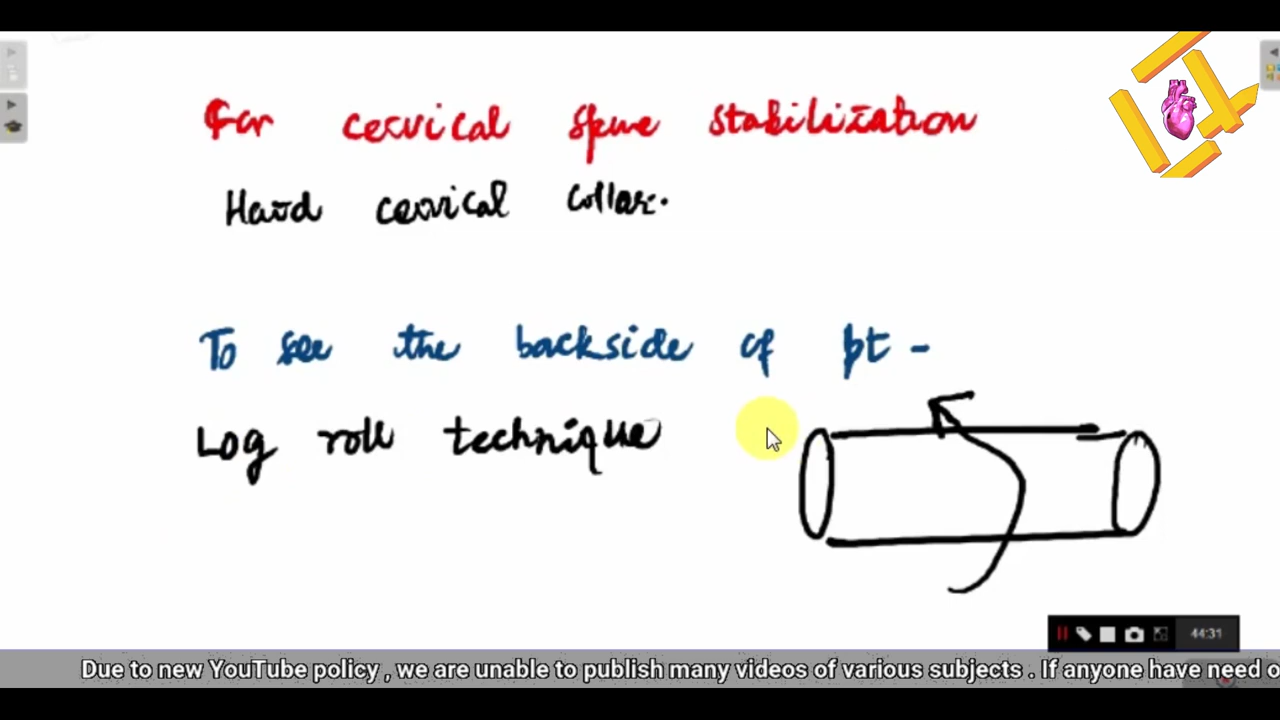 For cervical spine stabilization
Hard cervical collar.
To see the backside of pt -
Log roll technique
44:31
Due to new YouTube policy , we are unable to publish many videos of various subjects . If anyone have need o